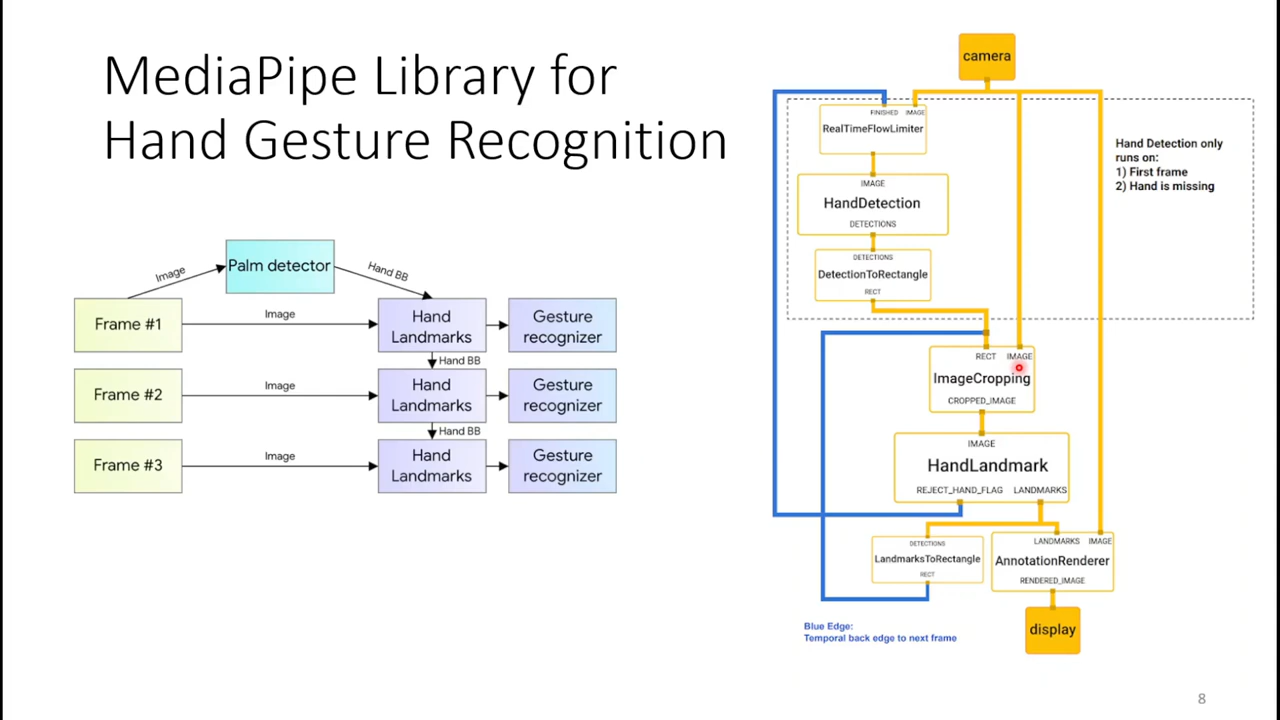 MediaPipe Library for
Hand Gesture Recognition
Palm detector
Image
Hand BB
Frame #1
Image
Hand
Landmarks
Gesture
recognizer
Hand BB
Frame #2
Image
Hand
Landmarks
Gesture
recognizer
Hand BB
Frame #3
Image
Hand
Landmarks
Gesture
recognizer
camera
FINISHED IMAGE
RealTimeFlowLimiter
IMAGE
HandDetection
DETECTIONS
DETECTIONS
DetectionToRectangle
RECT
Hand Detection only
runs on:
1) First frame
2) Hand is missing
RECT IMAGE
ImageCropping
CROPPED_IMAGE
IMAGE
HandLandmark
REJECT_HAND_FLAG LANDMARKS
DETECTIONS
LandmarksToRectangle
RECT
LANDMARKS IMAGE
AnnotationRenderer
RENDERED_IMAGE
display
Blue Edge:
Temporal back edge to next frame
8